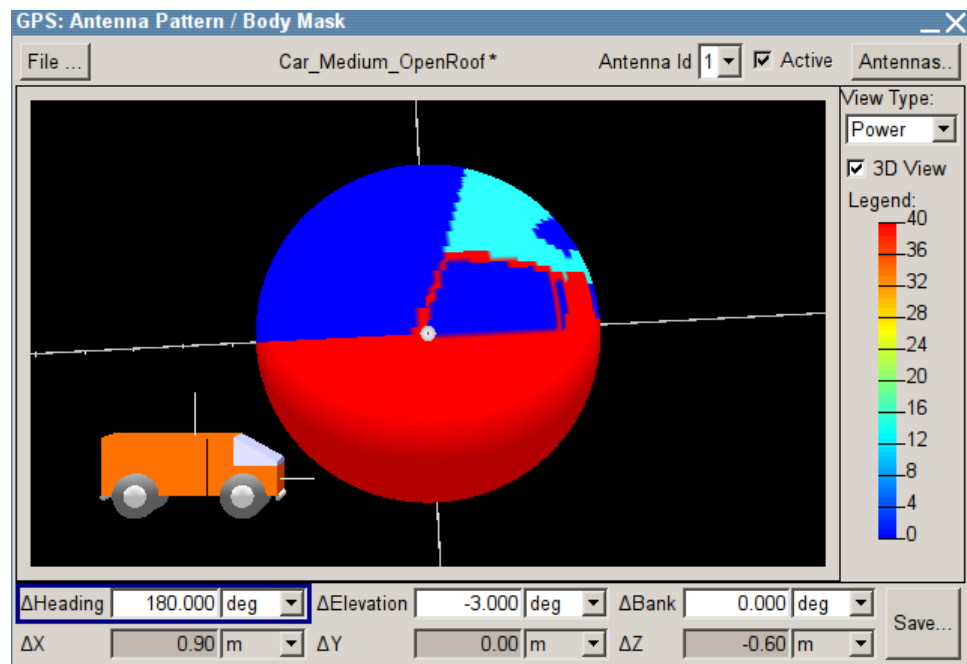 GPS: Antenna Pattern / Body Mask
File ... Car_Medium_OpenRoof* Antenna Id 1 Active Antennas..
View Type:
Power
3D View
Legend:
40
36
32
28
24
20
16
12
8
4
0
ΔHeading 180.000 deg ΔElevation -3.000 deg ΔBank 0.000 deg
Save...
ΔX 0.90 m ΔY 0.00 m ΔZ -0.60 m